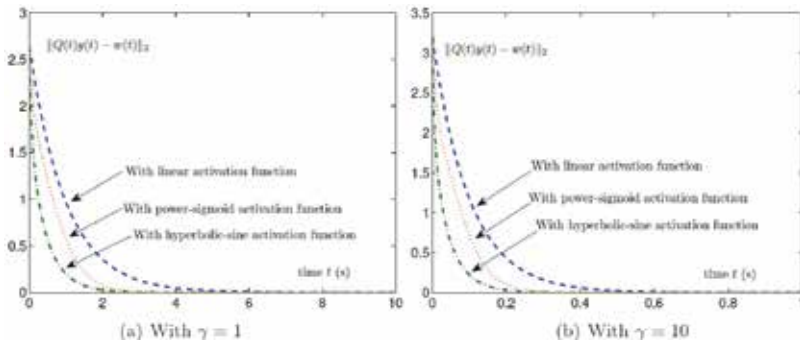 3
2.5
2
1.5
1
0.5
0
0 2 4 6 8 10
‖Q(t)y(t) − w(t)‖₂
With linear activation function
With power-sigmoid activation function
With hyperbolic-sine activation function
time t (s)
(a) With γ = 1
3.5
3
2.5
2
1.5
1
0.5
0
0 0.2 0.4 0.6 0.8
‖Q(t)y(t) − w(t)‖₂
With linear activation function
With power-sigmoid activation function
With hyperbolic-sine activation function
time t (s)
(b) With γ = 10